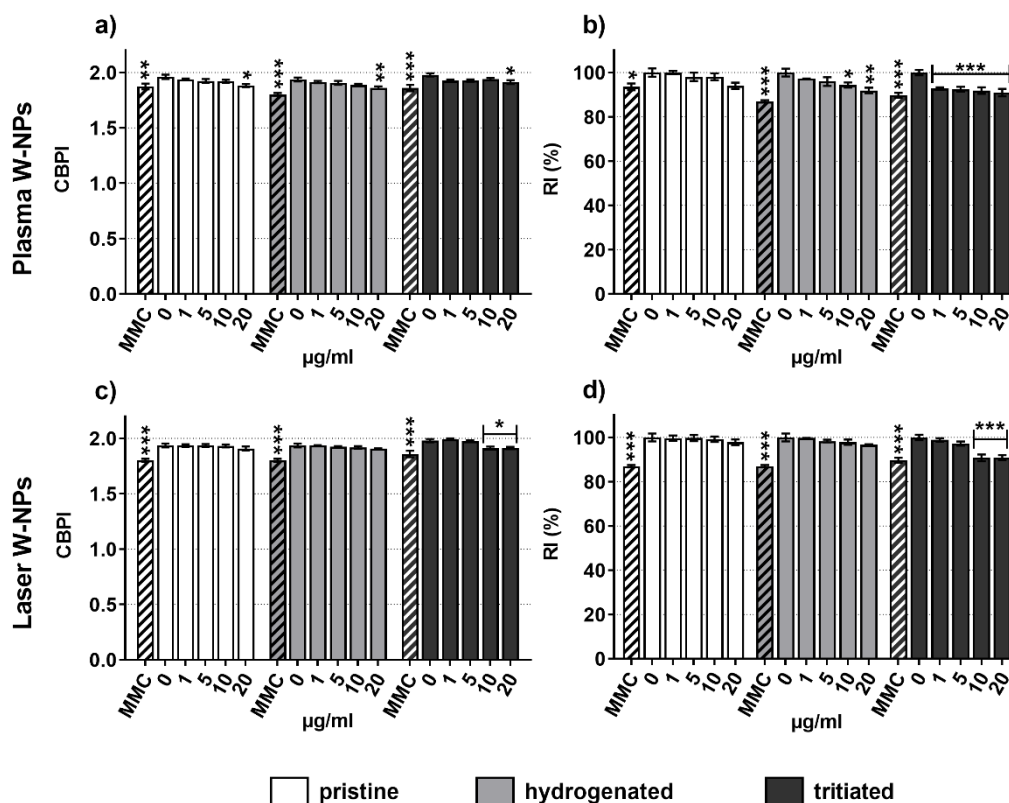 a)
b)
Plasma W-NPs
CBPI
2.0
1.5
1.0
0.5
0.0
** * *** ** *** *
MMC 0 1 5 10 20 MMC 0 1 5 10 20 MMC 0 1 5 10 20
µg/ml
RI (%)
100
80
60
40
20
0
* *** * ** *** ***
MMC 0 1 5 10 20 MMC 0 1 5 10 20 MMC 0 1 5 10 20
µg/ml
c)
d)
Laser W-NPs
CBPI
2.0
1.5
1.0
0.5
0.0
*** *** *** *
MMC 0 1 5 10 20 MMC 0 1 5 10 20 MMC 0 1 5 10 20
µg/ml
RI (%)
100
80
60
40
20
0
*** *** *** ***
MMC 0 1 5 10 20 MMC 0 1 5 10 20 MMC 0 1 5 10 20
µg/ml
pristine hydrogenated tritiated